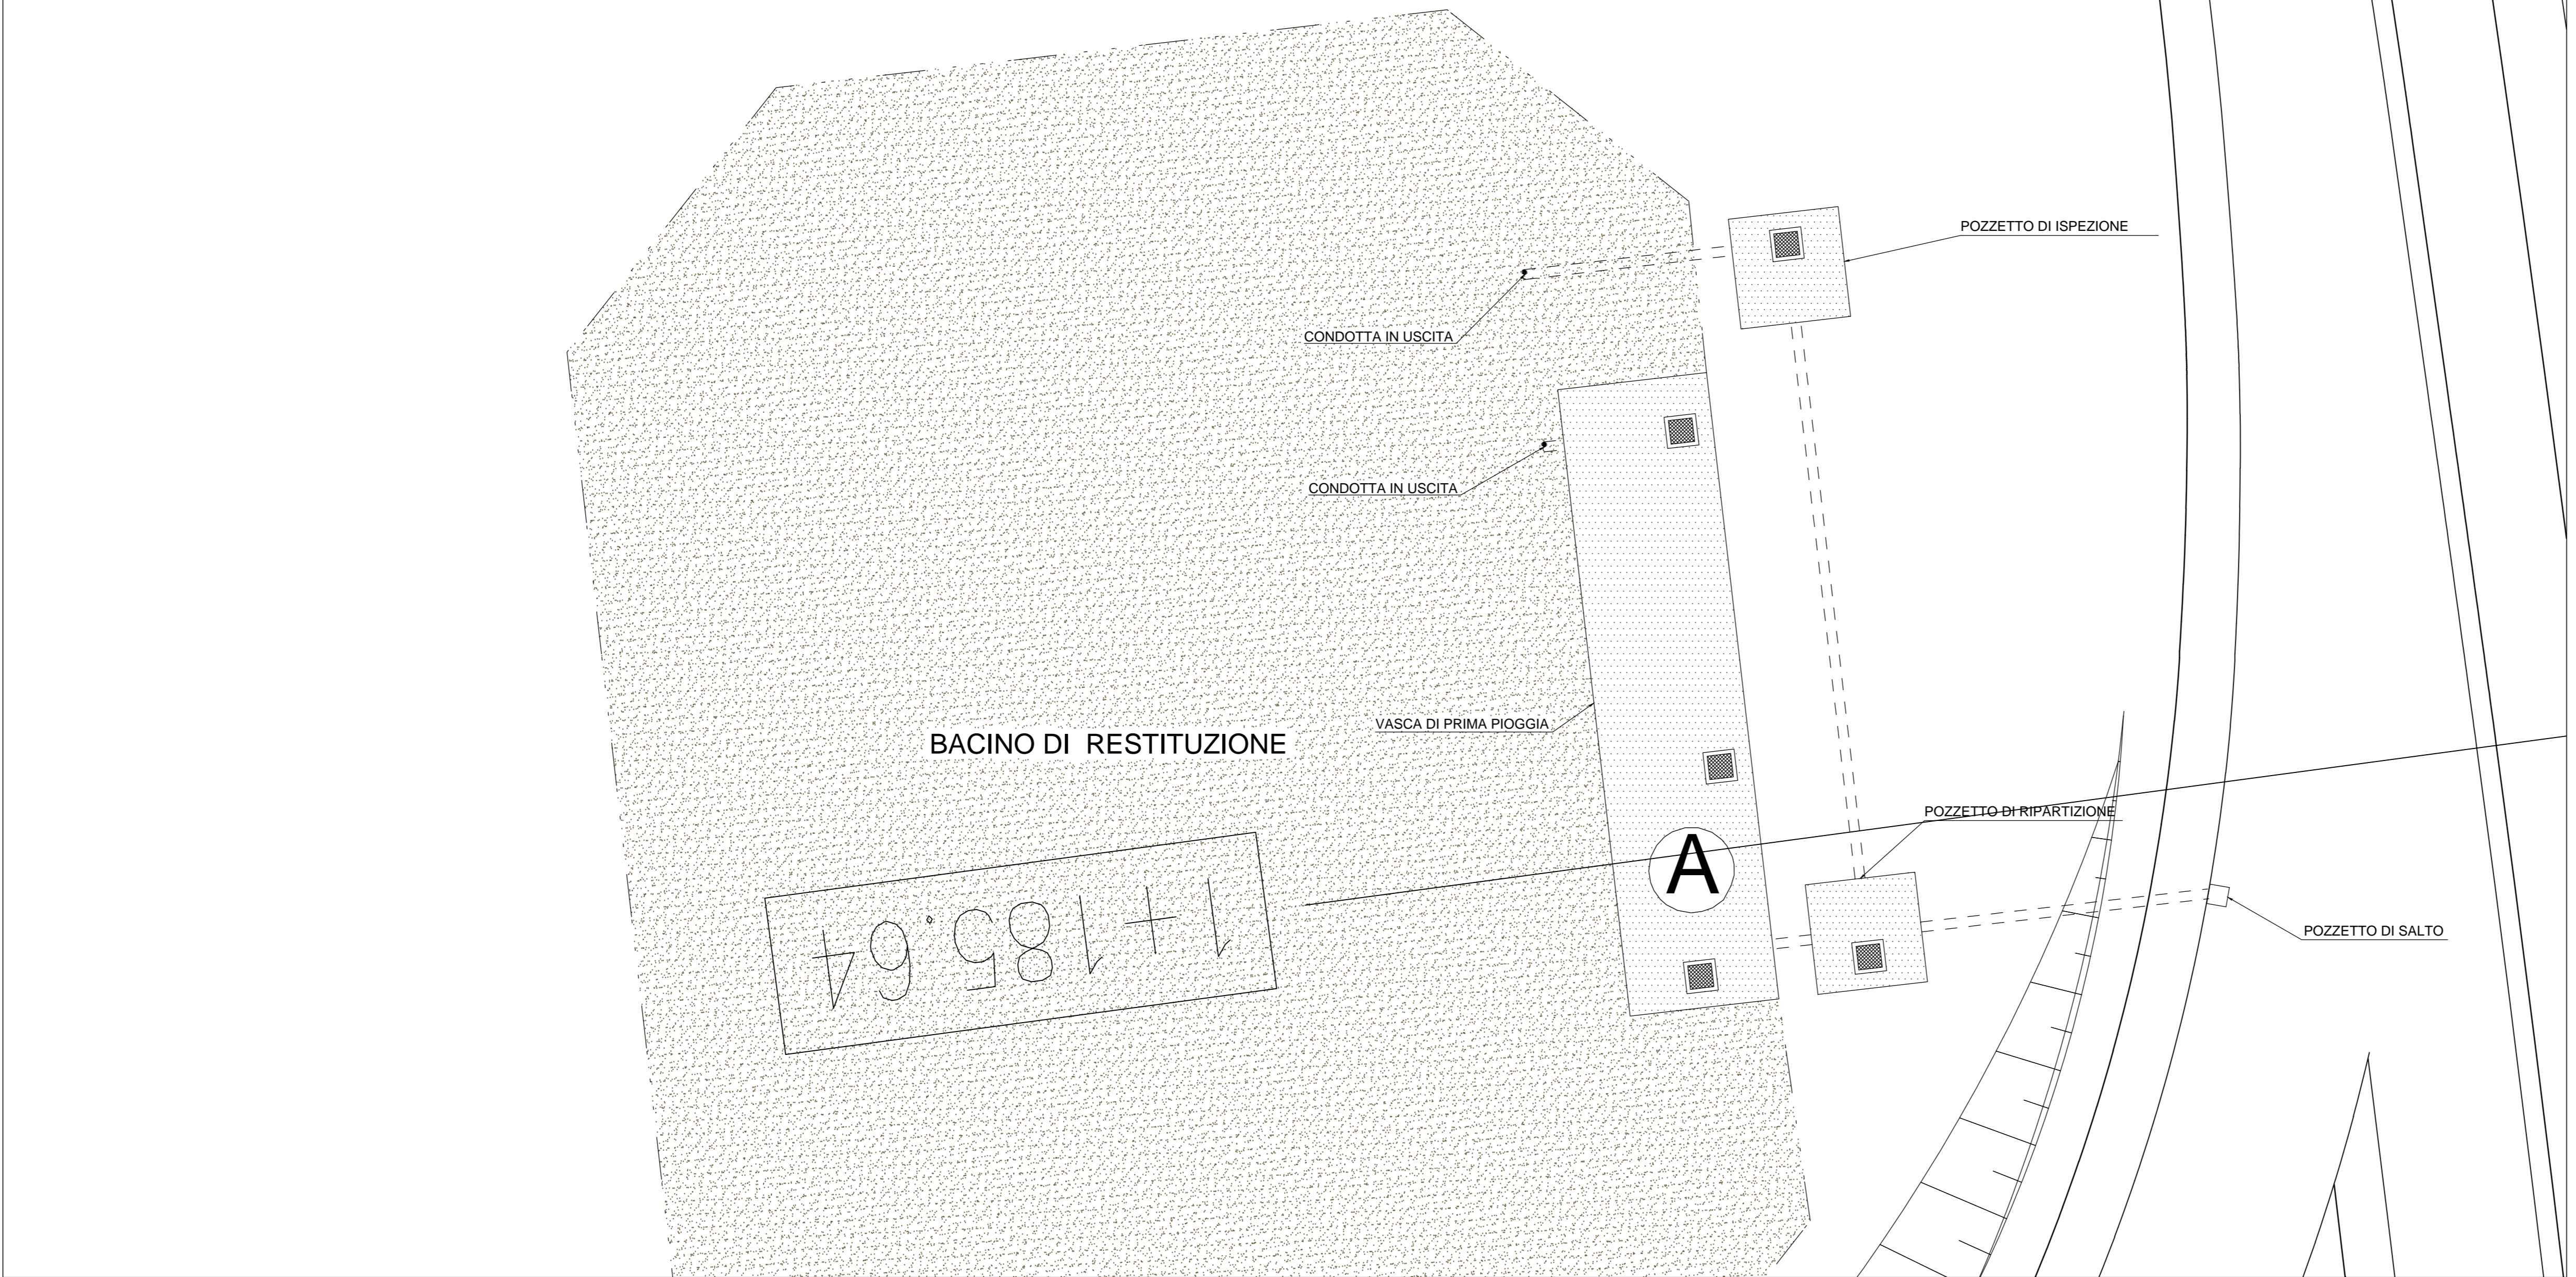 POZZETTO DI ISPEZIONE
CONDOTTA IN USCITA
CONDOTTA IN USCITA
VASCA DI PRIMA PIOGGIA
BACINO DI RESTITUZIONE
POZZETTO DI RIPARTIZIONE
A
1+185.64
POZZETTO DI SALTO